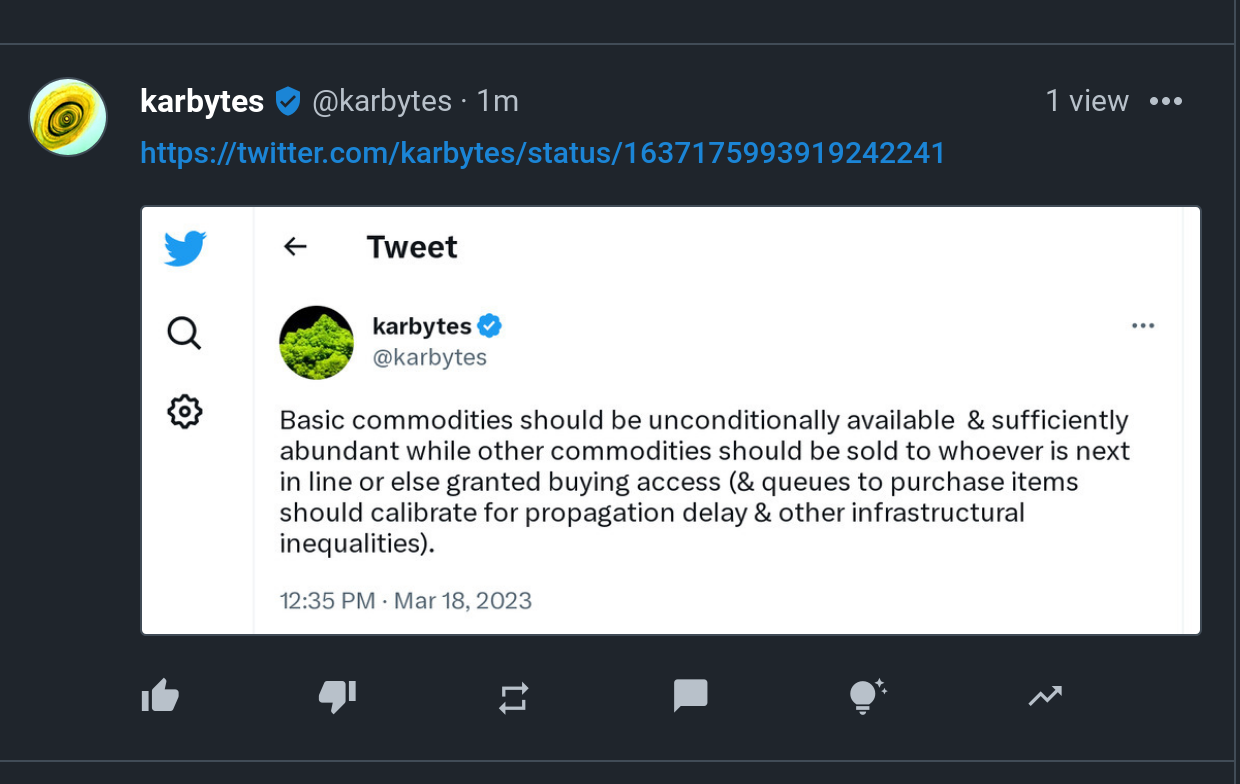 karbytes @karbytes · 1m 1 view
https://twitter.com/karbytes/status/1637175993919242241
Tweet
karbytes
@karbytes
Basic commodities should be unconditionally available  & sufficiently
abundant while other commodities should be sold to whoever is next
in line or else granted buying access (& queues to purchase items
should calibrate for propagation delay & other infrastructural
inequalities).
12:35 PM · Mar 18, 2023